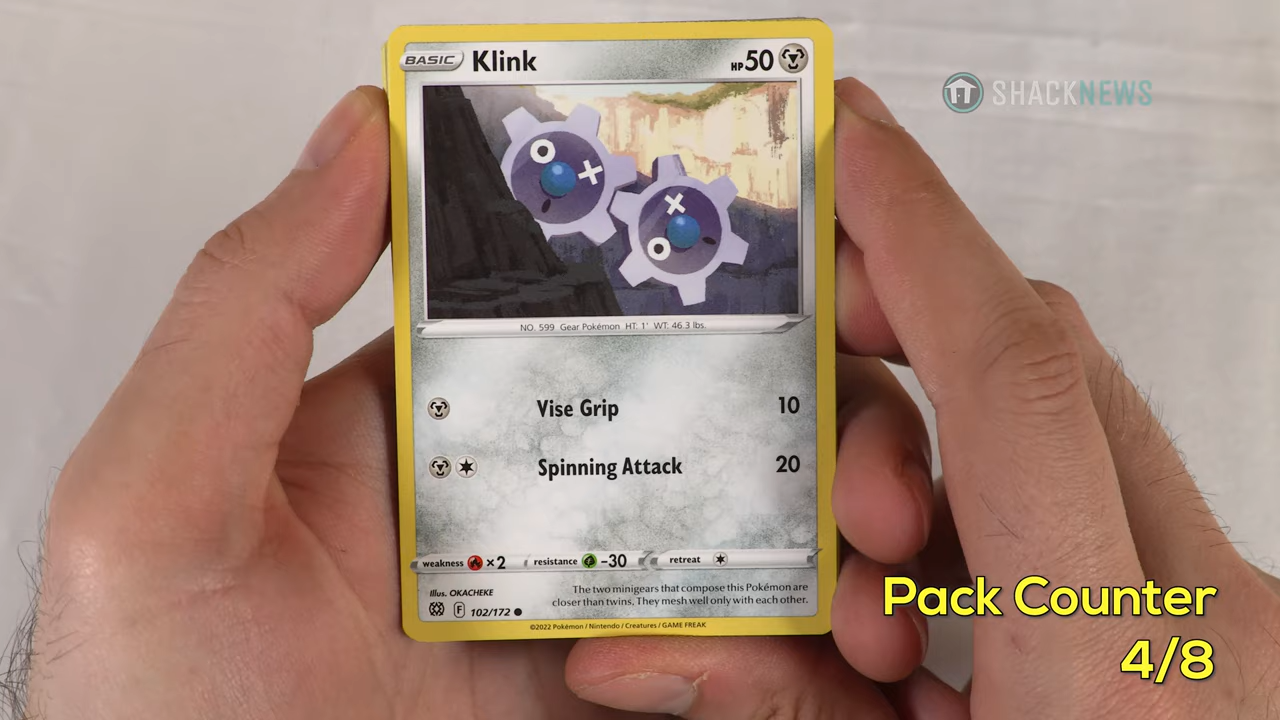 BASIC Klink HP 50
SHACKNEWS
NO. 599 Gear Pokémon HT: 1' WT: 46.3 lbs.
Vise Grip 10
Spinning Attack 20
weakness ×2 resistance -30 retreat
Illus. OKACHEKE
The two minigears that compose this Pokémon are
closer than twins. They mesh well only with each other.
F 102/172
©2022 Pokémon / Nintendo / Creatures / GAME FREAK
Pack Counter
4/8